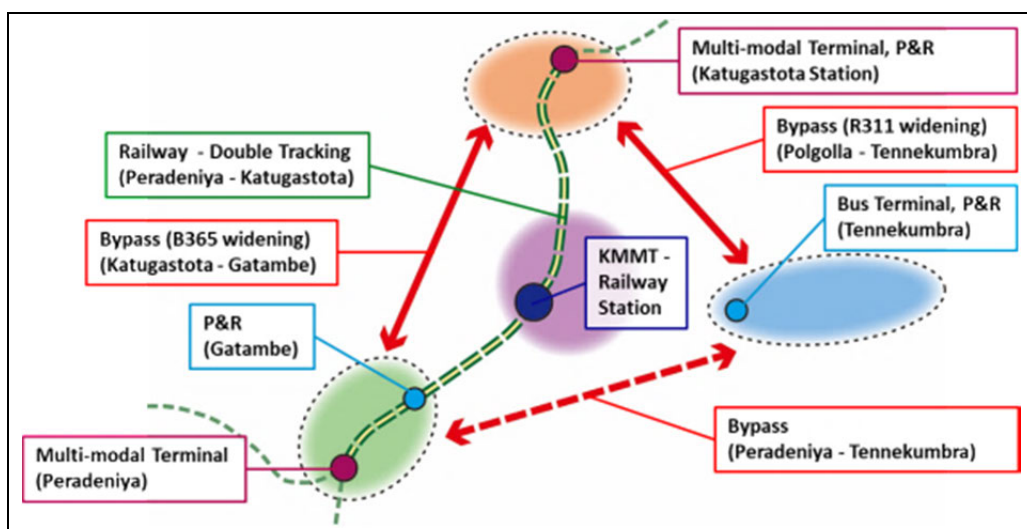 Multi-modal Terminal, P&R
(Katugastota Station)
Railway - Double Tracking
(Peradeniya - Katugastota)
Bypass (R311 widening)
(Polgolla - Tennekumbra)
Bypass (B365 widening)
(Katugastota - Gatambe)
Bus Terminal, P&R
(Tennekumbra)
KMMT -
Railway
Station
P&R
(Gatambe)
Bypass
(Peradeniya - Tennekumbra)
Multi-modal Terminal
(Peradeniya)